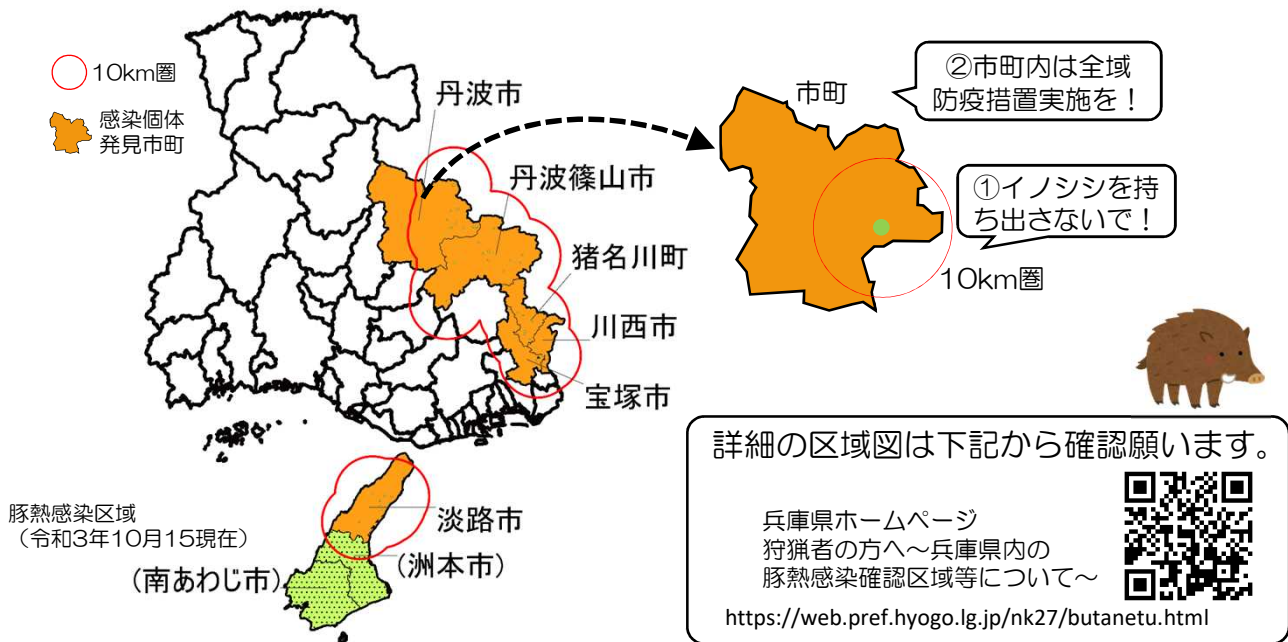 10km圏
感染個体
発見市町
丹波市
丹波篠山市
猪名川町
川西市
宝塚市
淡路市
(洲本市)
(南あわじ市)
豚熱感染区域
（令和3年10月15現在）
市町
②市町内は全域
防疫措置実施を！
①イノシシを持
ち出さないで！
10km圏
詳細の区域図は下記から確認願います。
兵庫県ホームページ
狩猟者の方へ～兵庫県内の
豚熱感染確認区域等について～
https://web.pref.hyogo.lg.jp/nk27/butanetu.html